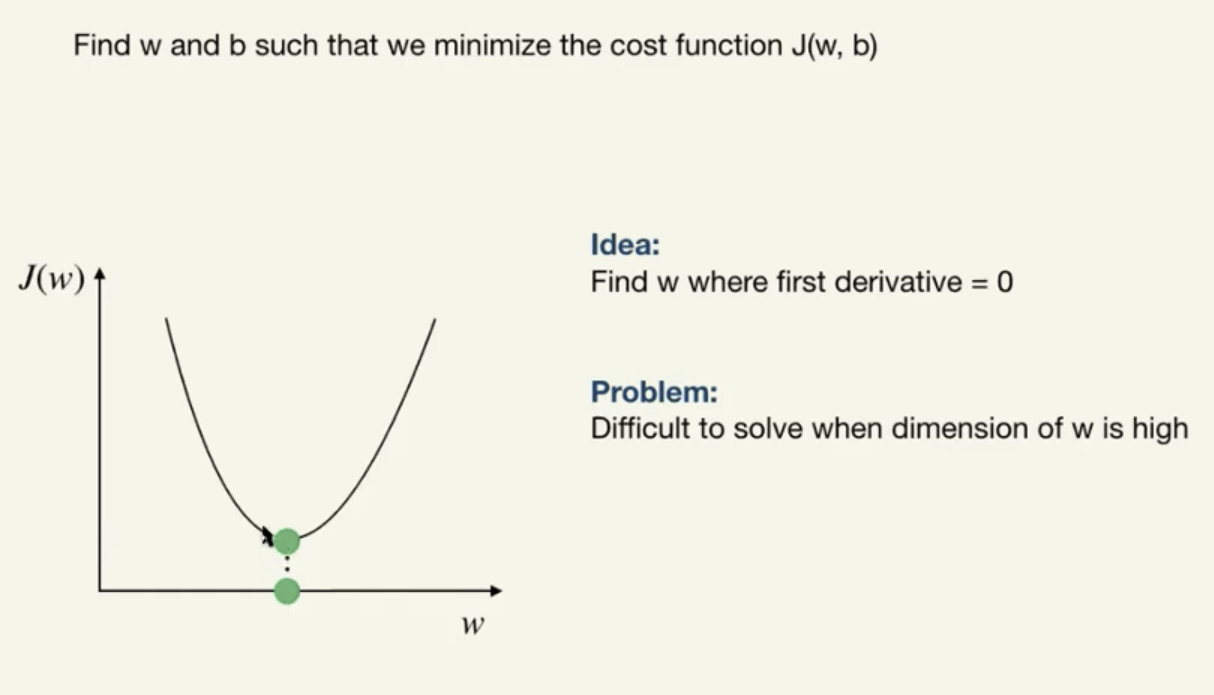 Find w and b such that we minimize the cost function J(w, b)
J(w)
Idea:
Find w where first derivative = 0
Problem:
Difficult to solve when dimension of w is high
w